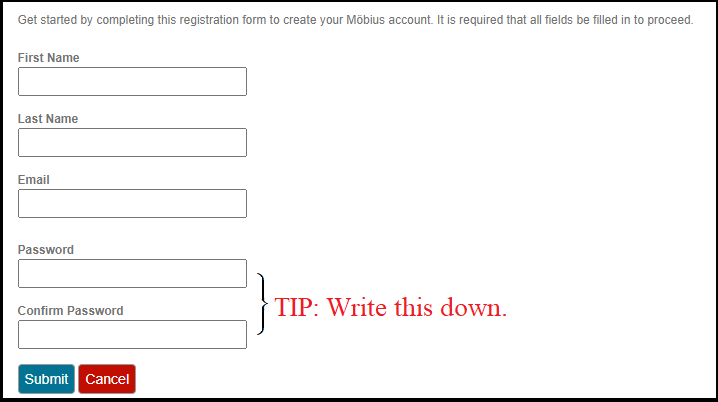 Get started by completing this registration form to create your Möbius account. It is required that all fields be filled in to proceed.
First Name
Last Name
Email
Password
Confirm Password
TIP: Write this down.
Submit Cancel